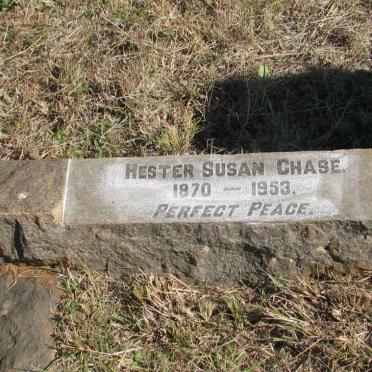 Hester Susan Chase.
1870 — 1953.
Perfect Peace.